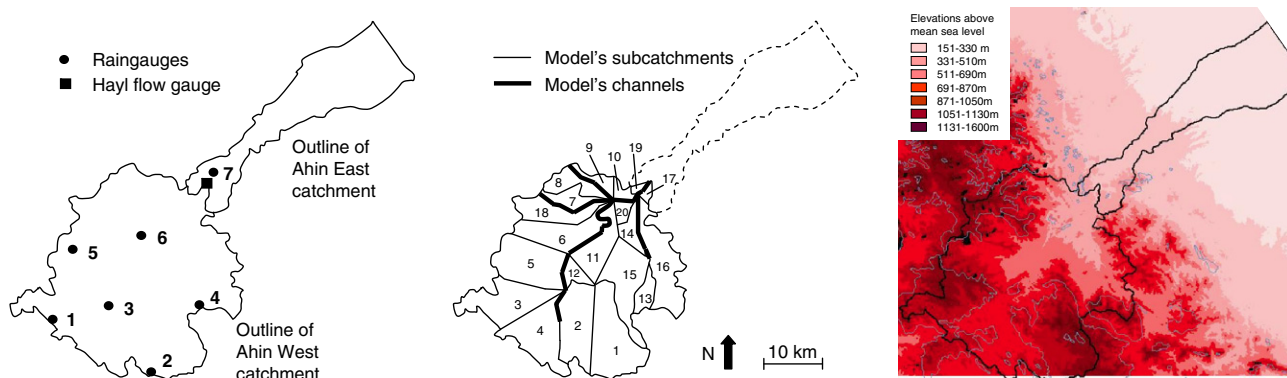 Raingauges
Hayl flow gauge
7
Outline of
Ahin East
catchment
5
6
1
3
4
2
Outline of
Ahin West
catchment
Model's subcatchments
Model's channels
9
10
19
17
8
7
18
20
6
14
5
11
12
15
16
3
13
4
2
1
N
10 km
Elevations above
mean sea level
151-330 m
331-510m
511-690m
691-870m
871-1050m
1051-1130m
1131-1600m